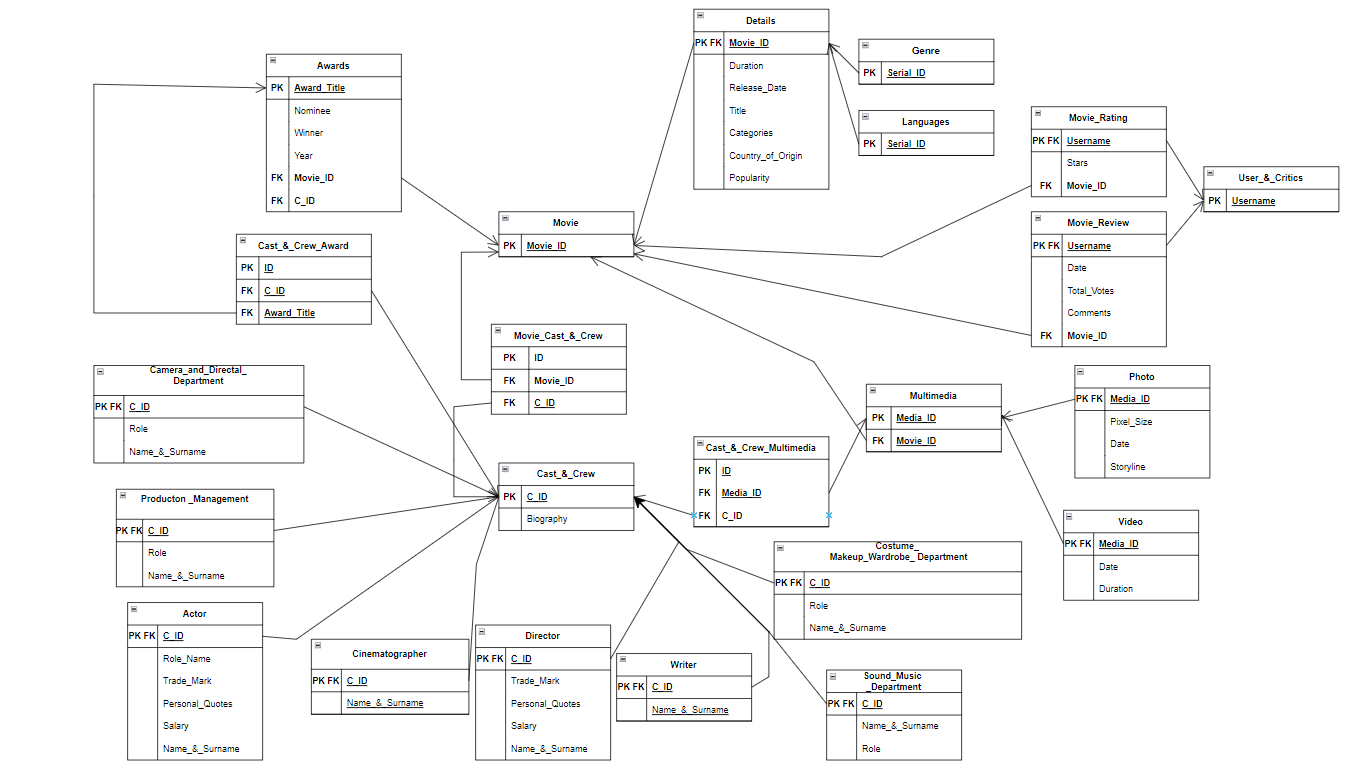 Details
PK FK Movie_ID
Duration
Release_Date
Title
Categories
Country_of_Origin
Popularity
Genre
PK Serial_ID
Languages
PK Serial_ID
Awards
PK Award_Title
Nominee
Winner
Year
FK Movie_ID
FK C_ID
Movie_Rating
PK FK Username
Stars
FK Movie_ID
User_&_Critics
PK Username
Movie
PK Movie_ID
Movie_Review
PK FK Username
Date
Total_Votes
Comments
FK Movie_ID
Cast_&_Crew_Award
PK ID
FK C_ID
FK Award_Title
Movie_Cast_&_Crew
PK ID
FK Movie_ID
FK C_ID
Camera_and_Directal_
Department
PK FK C_ID
Role
Name_&_Surname
Multimedia
PK Media_ID
FK Movie_ID
Photo
PK FK Media_ID
Pixel_Size
Date
Storyline
Cast_&_Crew_Multimedia
PK ID
FK Media_ID
FK C_ID
Cast_&_Crew
PK C_ID
Biography
Producton _Management
PK FK C_ID
Role
Name_&_Surname
Video
PK FK Media_ID
Date
Duration
Costume_
Makeup_Wardrobe_ Department
PK FK C_ID
Role
Name_&_Surname
Actor
PK FK C_ID
Role_Name
Trade_Mark
Personal_Quotes
Salary
Name_&_Surname
Cinematographer
PK FK C_ID
Name_&_Surname
Director
PK FK C_ID
Trade_Mark
Personal_Quotes
Salary
Name_&_Surname
Writer
PK FK C_ID
Name_&_Surname
Sound_Music
_Department
PK FK C_ID
Name_&_Surname
Role